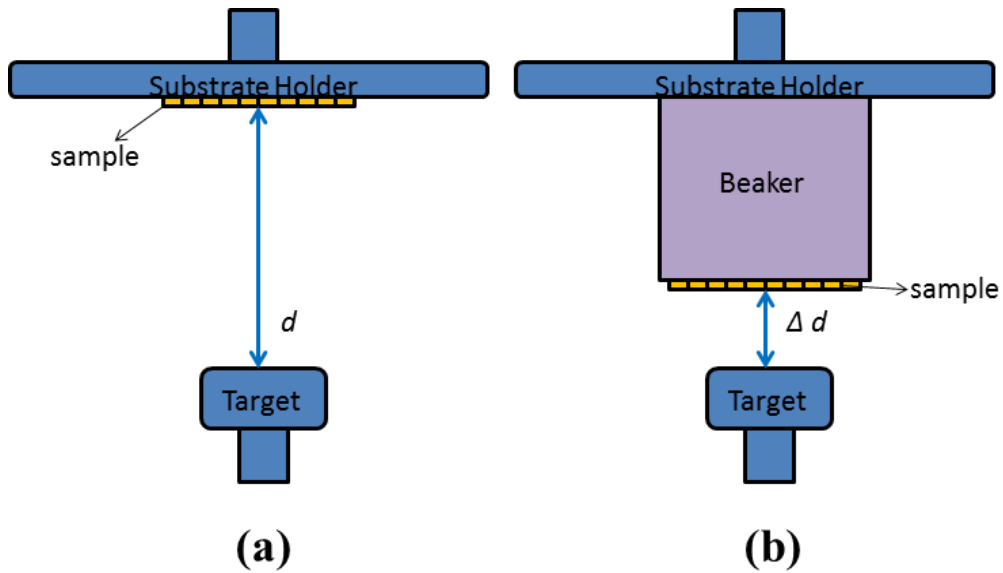 Substrate Holder
sample
d
Target
(a)
Substrate Holder
Beaker
sample
Δ d
Target
(b)